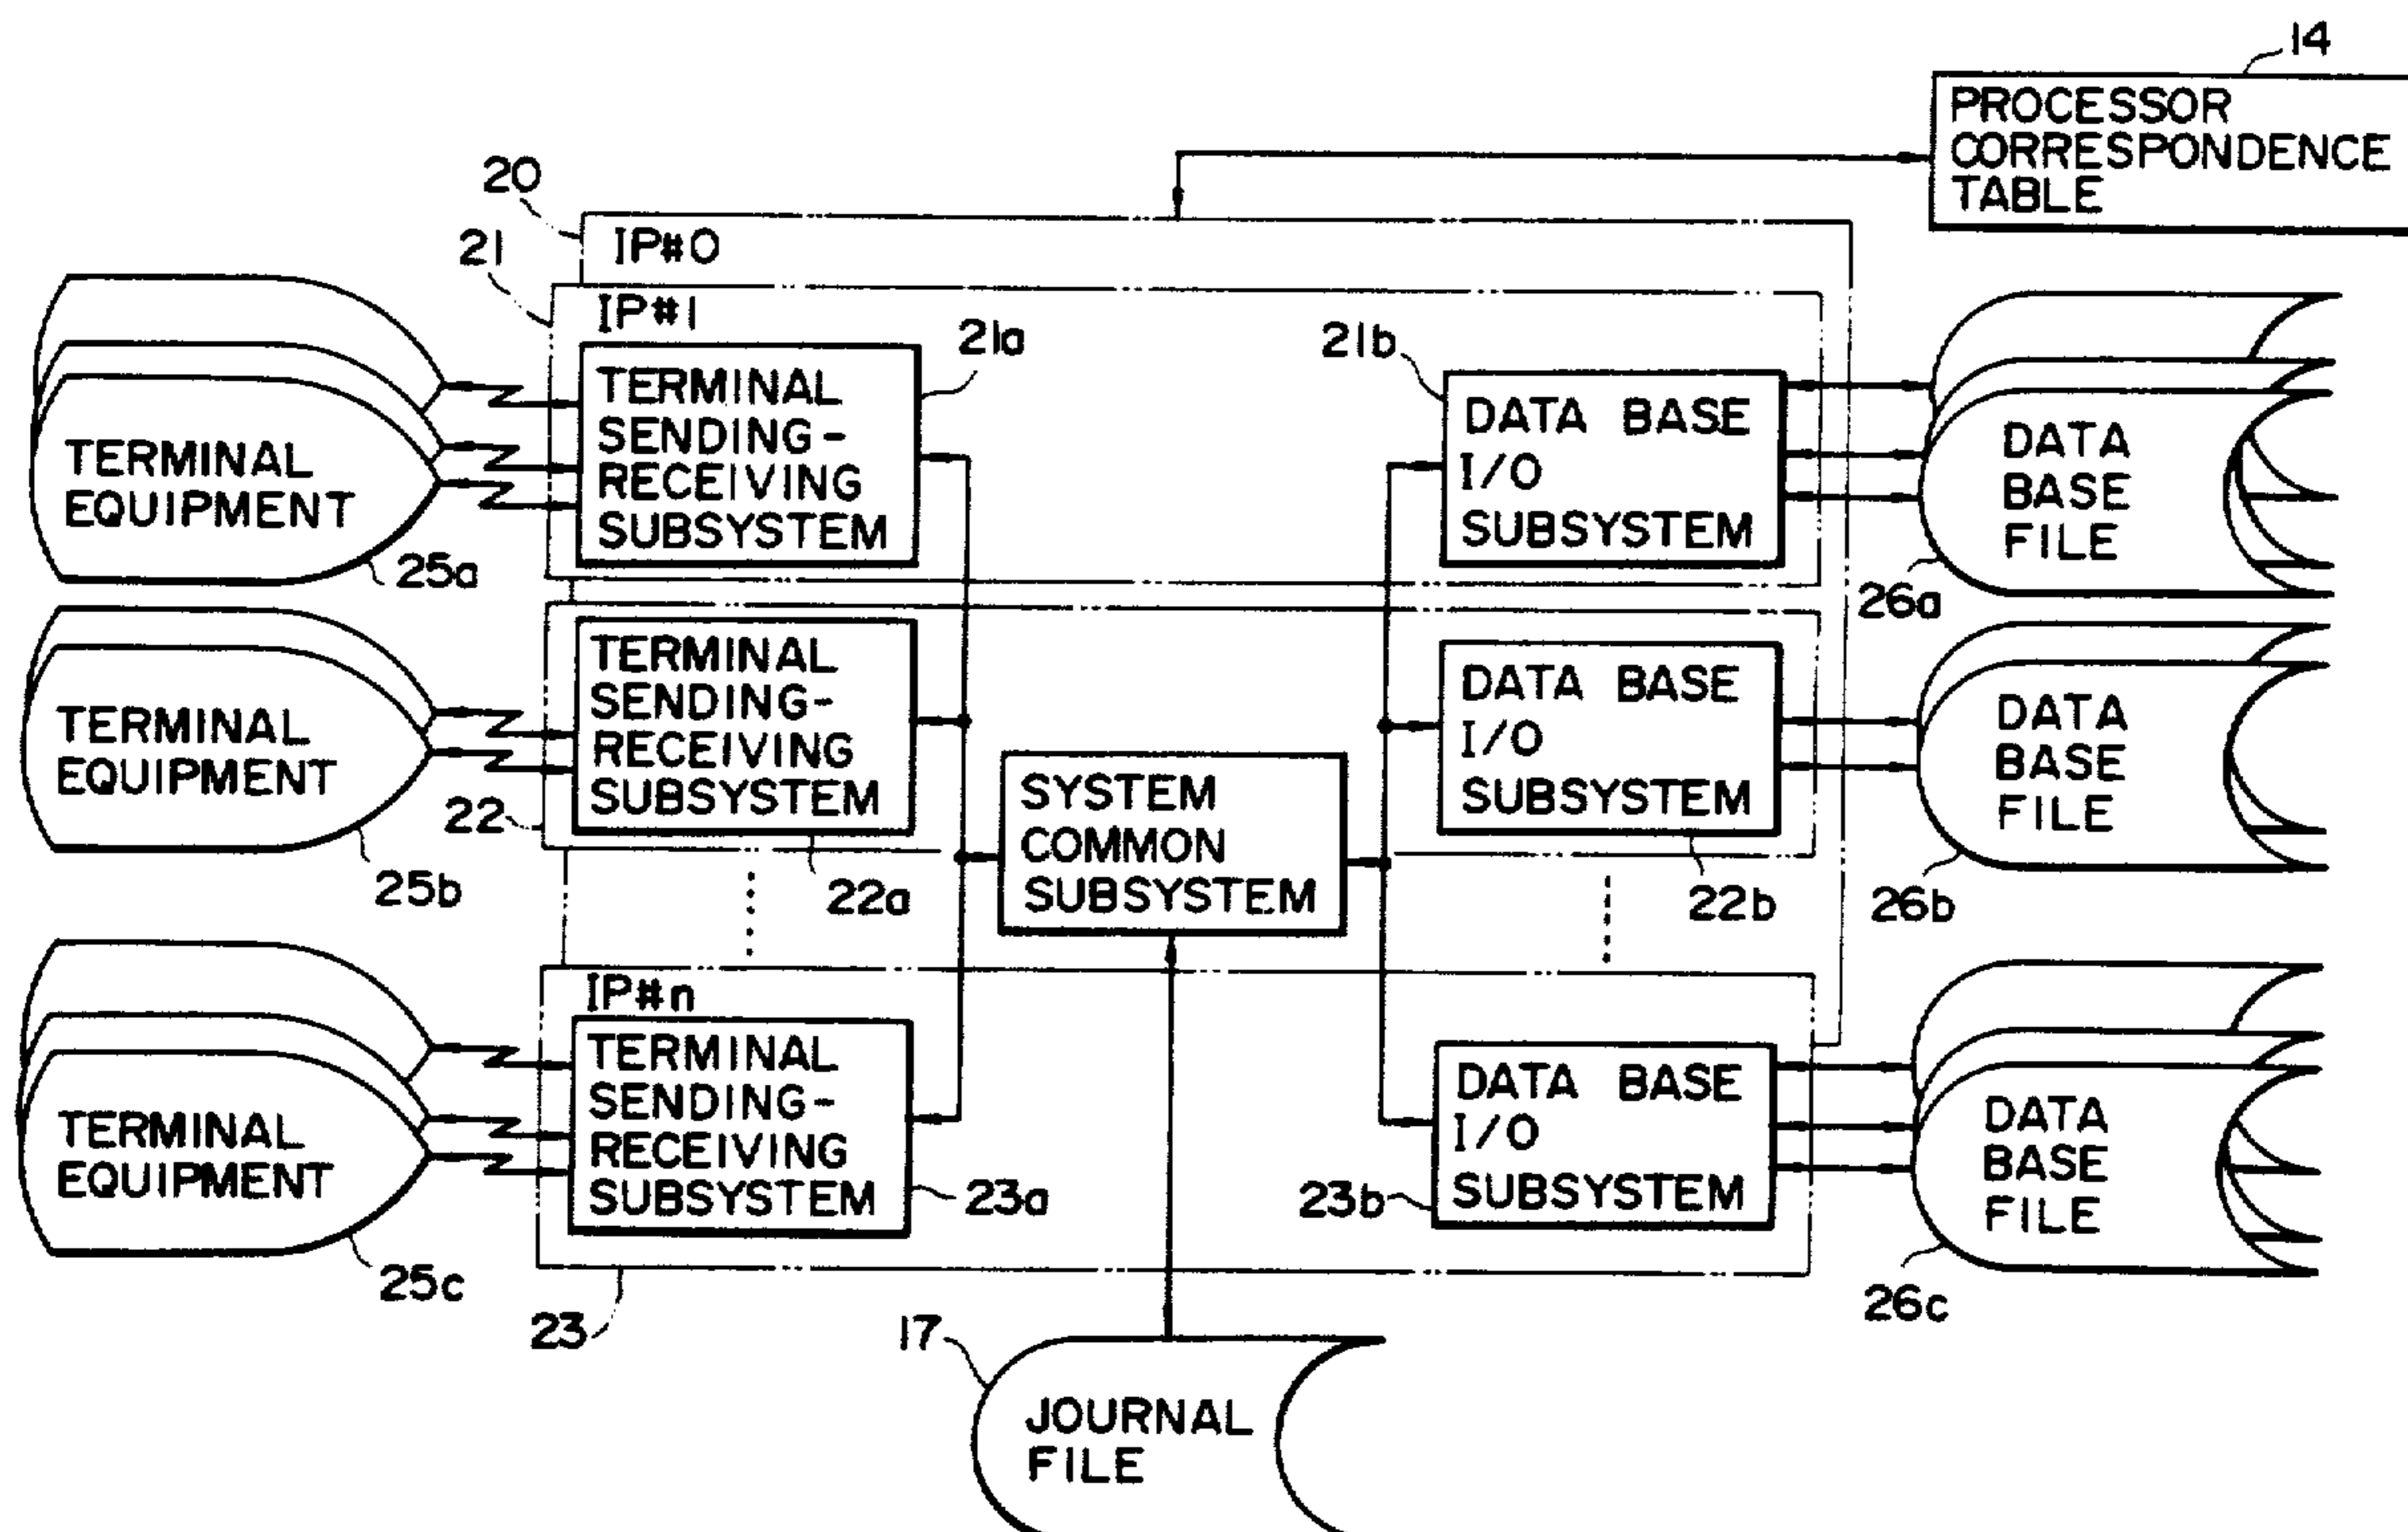 14
PROCESSOR
CORRESPONDENCE
TABLE
20
IP#0
21
IP#1
21a
21b
TERMINAL
SENDING-
RECEIVING
SUBSYSTEM
DATA BASE
I/O
SUBSYSTEM
TERMINAL
EQUIPMENT
25a
DATA
BASE
FILE
26a
TERMINAL
SENDING-
RECEIVING
SUBSYSTEM
DATA BASE
I/O
SUBSYSTEM
TERMINAL
EQUIPMENT
25b
22
22a
SYSTEM
COMMON
SUBSYSTEM
22b
DATA
BASE
FILE
26b
IP#n
TERMINAL
SENDING-
RECEIVING
SUBSYSTEM
23a
23b
DATA BASE
I/O
SUBSYSTEM
TERMINAL
EQUIPMENT
25c
DATA
BASE
FILE
26c
23
17
JOURNAL
FILE